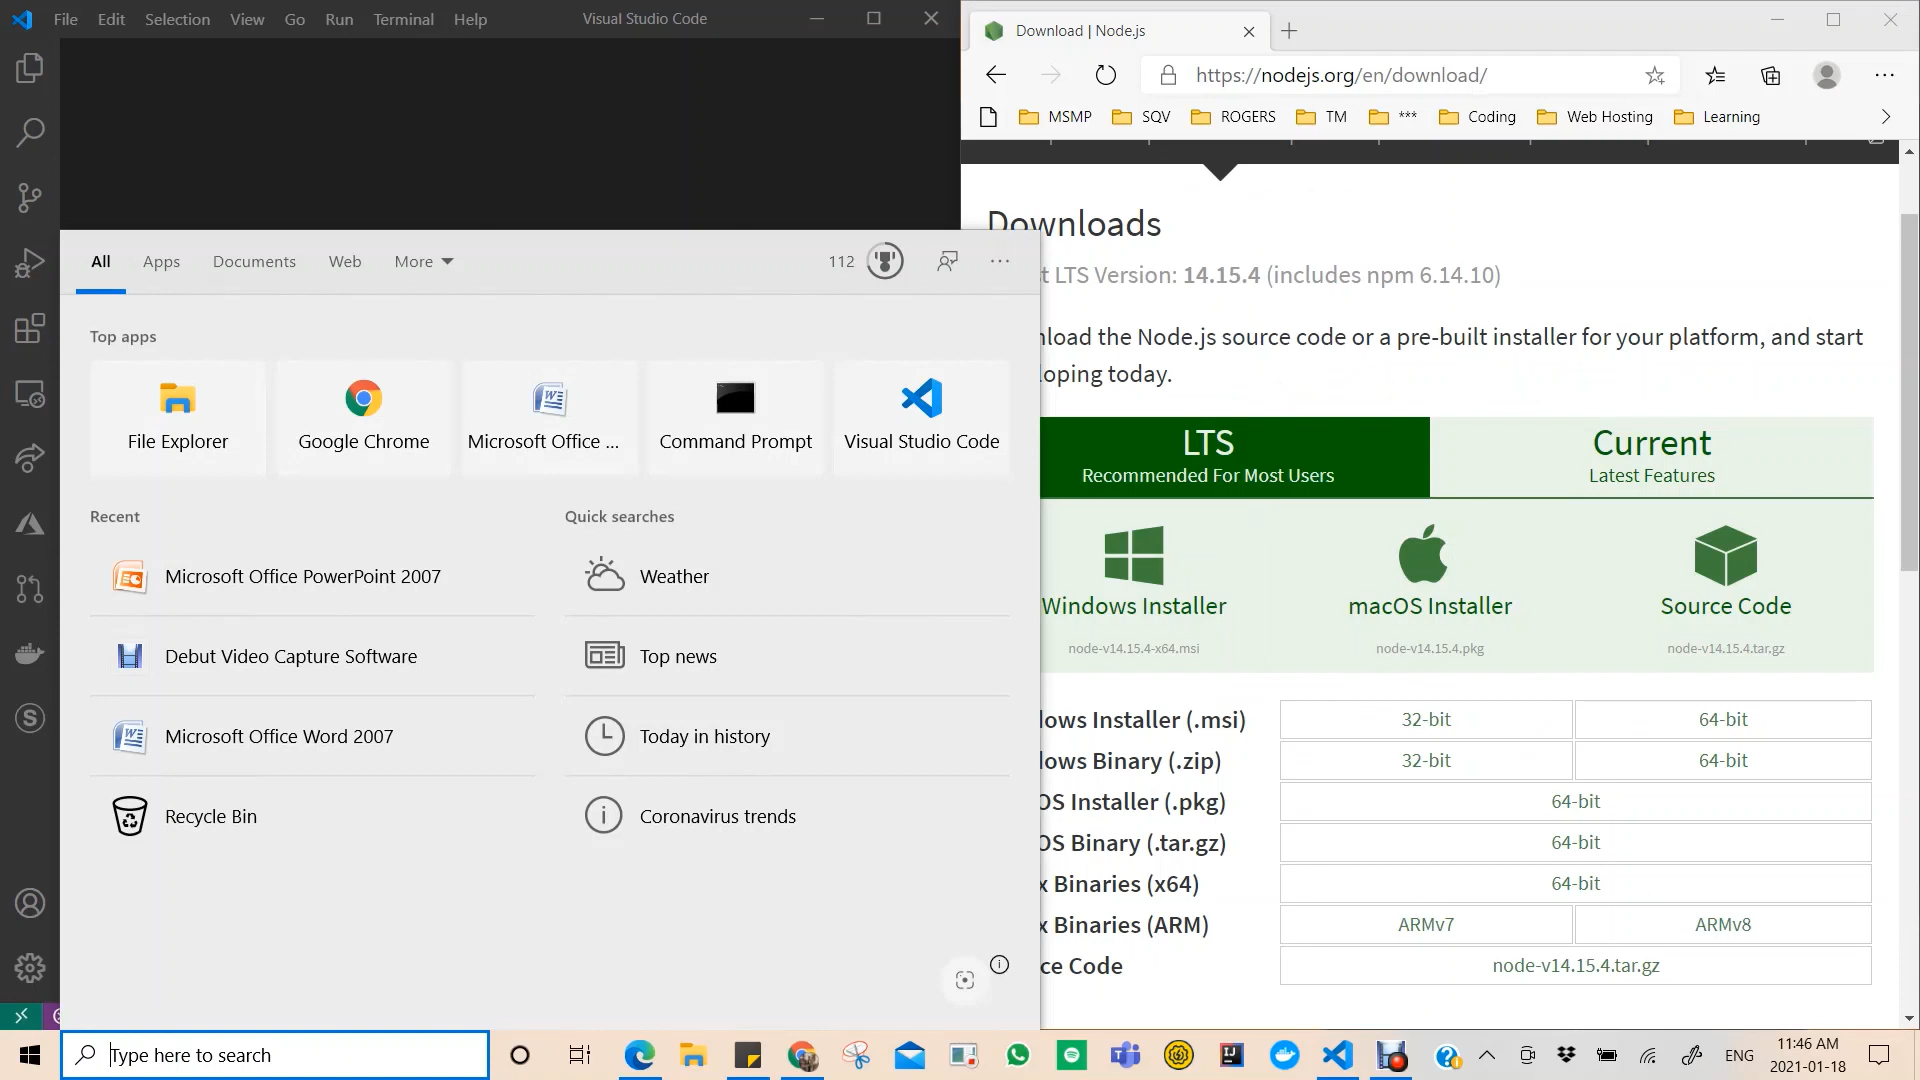 File Edit Selection View Go Run Terminal Help Visual Studio Code
Download | Node.js
https://nodejs.org/en/download/
MSMP SQV ROGERS TM *** Coding Web Hosting Learning
Downloads
t LTS Version: 14.15.4 (includes npm 6.14.10)
load the Node.js source code or a pre-built installer for your platform, and start
oping today.
LTS
Recommended For Most Users
Current
Latest Features
Windows Installer
node-v14.15.4-x64.msi
macOS Installer
node-v14.15.4.pkg
Source Code
node-v14.15.4.tar.gz
lows Installer (.msi) 32-bit 64-bit
lows Binary (.zip) 32-bit 64-bit
OS Installer (.pkg) 64-bit
OS Binary (.tar.gz) 64-bit
x Binaries (x64) 64-bit
x Binaries (ARM) ARMv7 ARMv8
ce Code node-v14.15.4.tar.gz
All Apps Documents Web More 112
Top apps
File Explorer
Google Chrome
Microsoft Office ...
Command Prompt
Visual Studio Code
Recent
Microsoft Office PowerPoint 2007
Debut Video Capture Software
Microsoft Office Word 2007
Recycle Bin
Quick searches
Weather
Top news
Today in history
Coronavirus trends
Type here to search
ENG
11:46 AM
2021-01-18